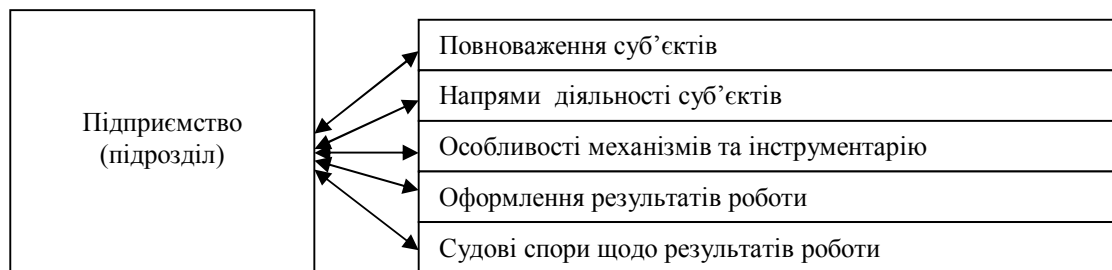 Підприємство
(підрозділ)
Повноваження суб’єктів
Напрями діяльності суб’єктів
Особливості механізмів та інструментарію
Оформлення результатів роботи
Судові спори щодо результатів роботи